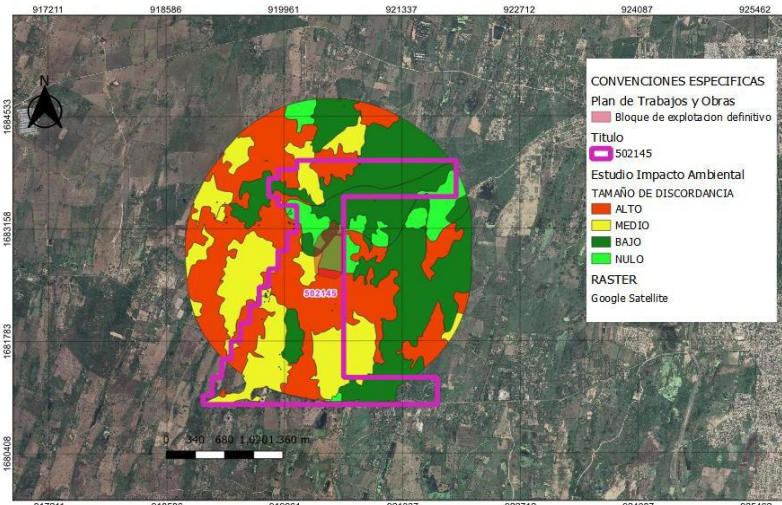 917211 918586 919961 921337 922712 924087 925462
N
1684533
1683158
1681783
1680408
CONVENCIONES ESPECIFICAS
Plan de Trabajos y Obras
Bloque de explotacion definitivo
Titulo
502145
Estudio Impacto Ambiental
TAMAÑO DE DISCORDANCIA
ALTO
MEDIO
BAJO
NULO
RASTER
Google Satellite
502145
0 340 680 1.0201.360 m